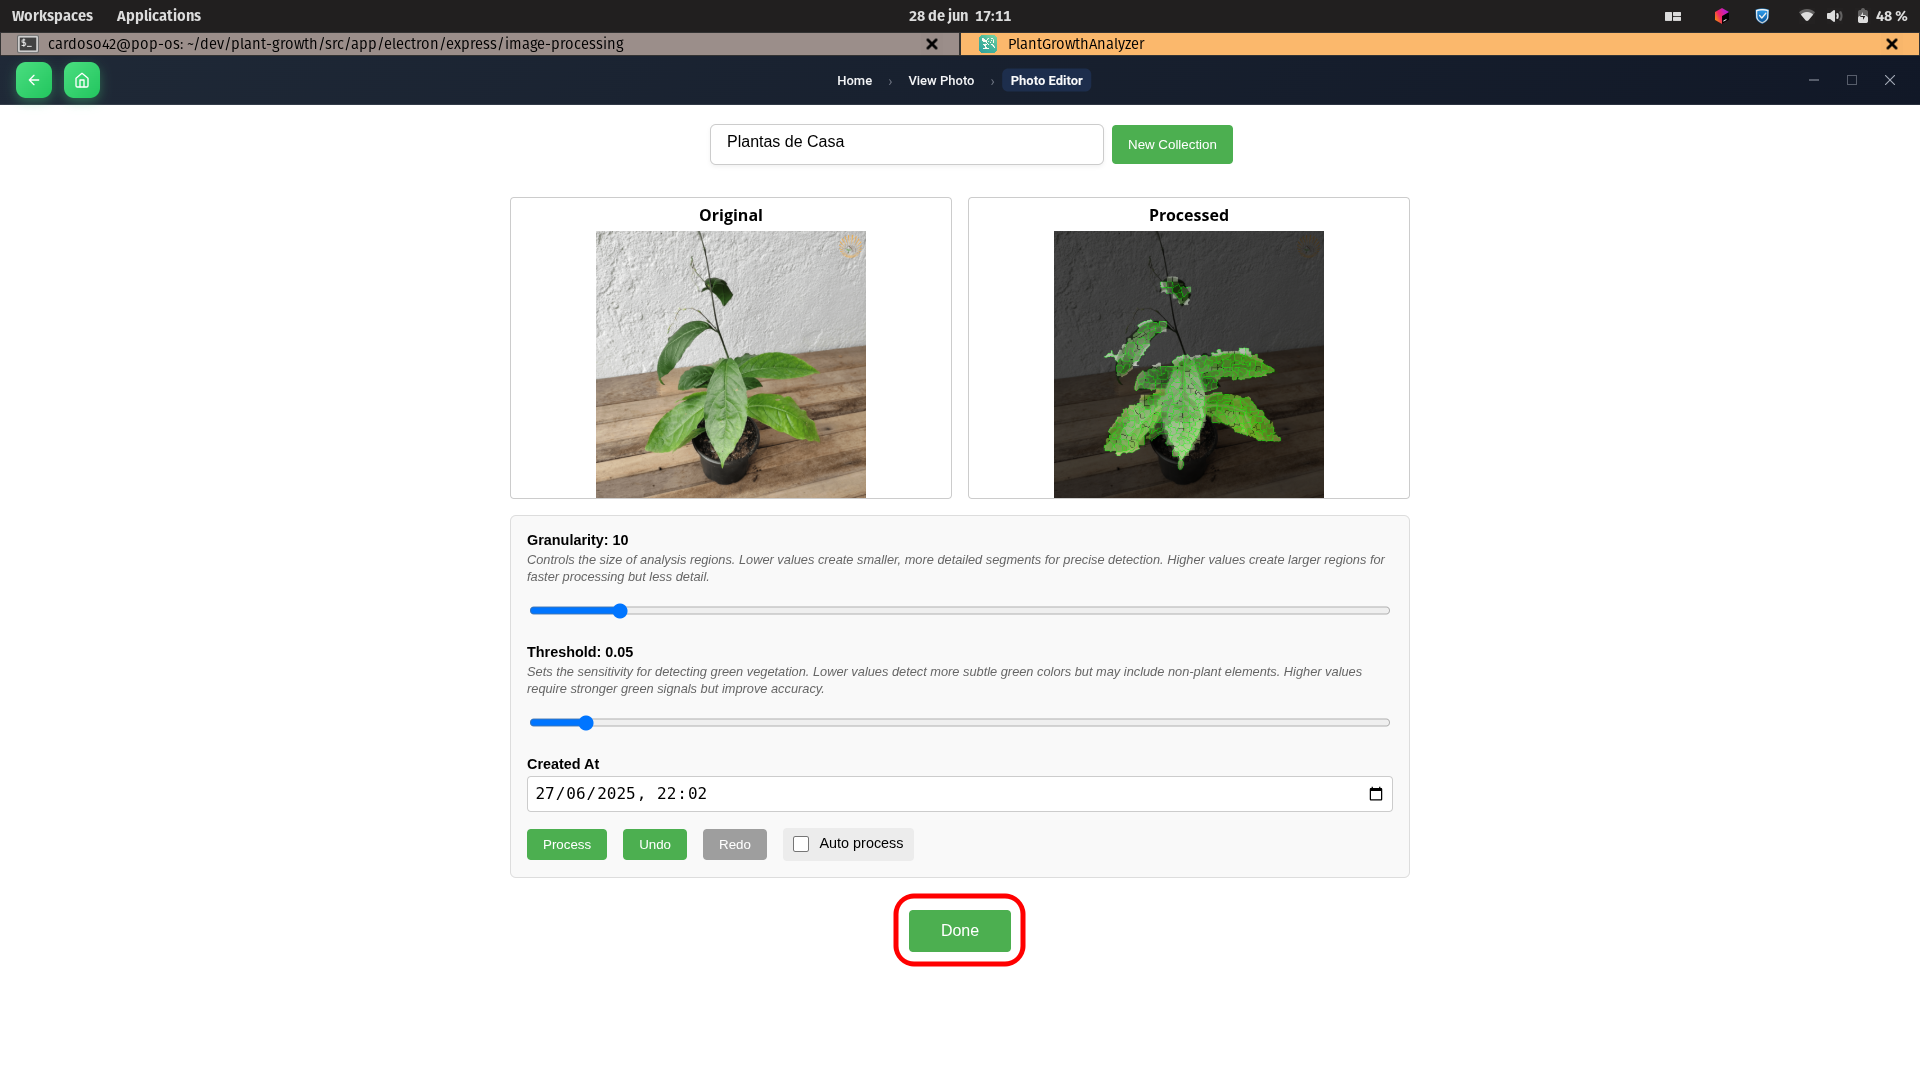 Workspaces Applications 28 de jun 17:11 48 %
cardoso42@pop-os: ~/dev/plant-growth/src/app/electron/express/image-processing PlantGrowthAnalyzer
Home › View Photo › Photo Editor
Plantas de Casa New Collection
Original Processed
Granularity: 10
Controls the size of analysis regions. Lower values create smaller, more detailed segments for precise detection. Higher values create larger regions for
faster processing but less detail.
Threshold: 0.05
Sets the sensitivity for detecting green vegetation. Lower values detect more subtle green colors but may include non-plant elements. Higher values
require stronger green signals but improve accuracy.
Created At
27/06/2025, 22:02
Process Undo Redo Auto process
Done